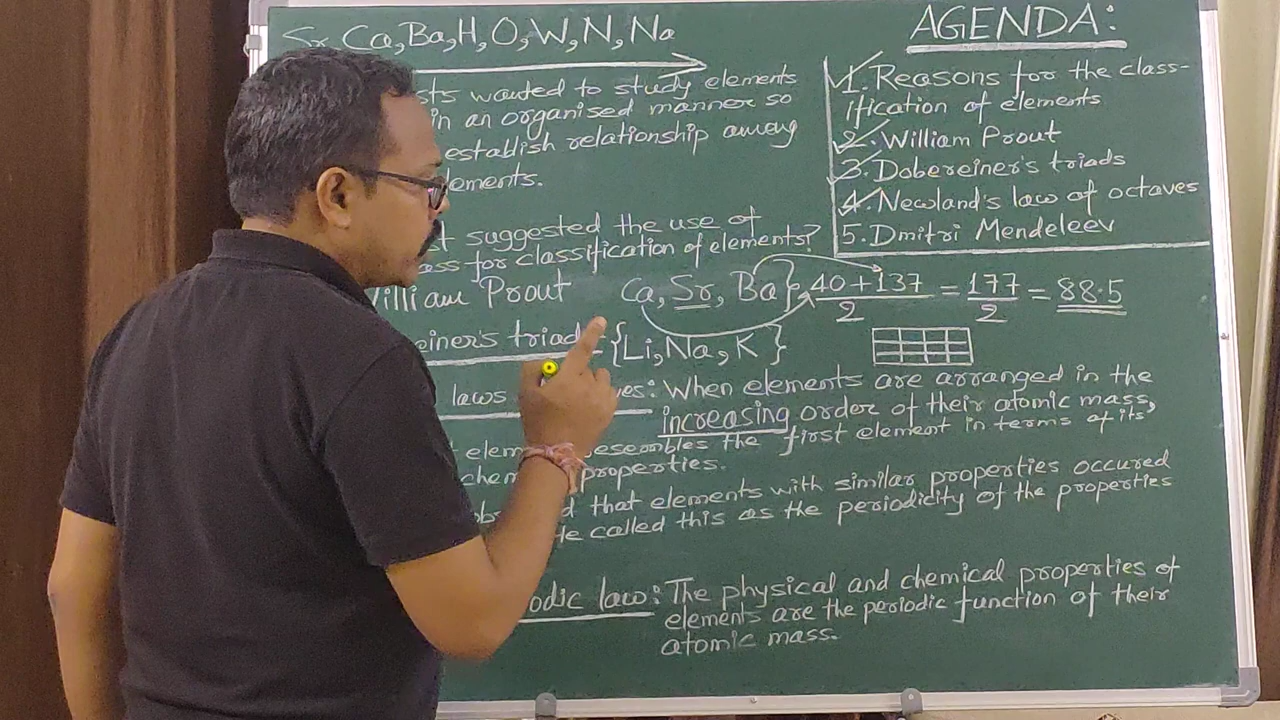 Sr, Ca, Ba, H, O, W, N, Na
sts wanted to study elements
in an organised manner so
establish relationship among
lements.
t suggested the use of
ass for classification of elements?
William Prout
Ca, Sr, Ba} 40+137/2 = 177/2 = 88.5
einer's triad {Li, Na, K}
laws ves: When elements are arranged in the
increasing order of their atomic mass,
elem resembles the first element in terms of its
chem properties.
obs d that elements with similar properties occured
He called this as the periodicity of the properties
odic law: The physical and chemical properties of
elements are the periodic function of their
atomic mass.
AGENDA:
1. Reasons for the class-
ification of elements
2. William Prout
3. Dobereiner's triads
4. Newland's law of octaves
5. Dmitri Mendeleev